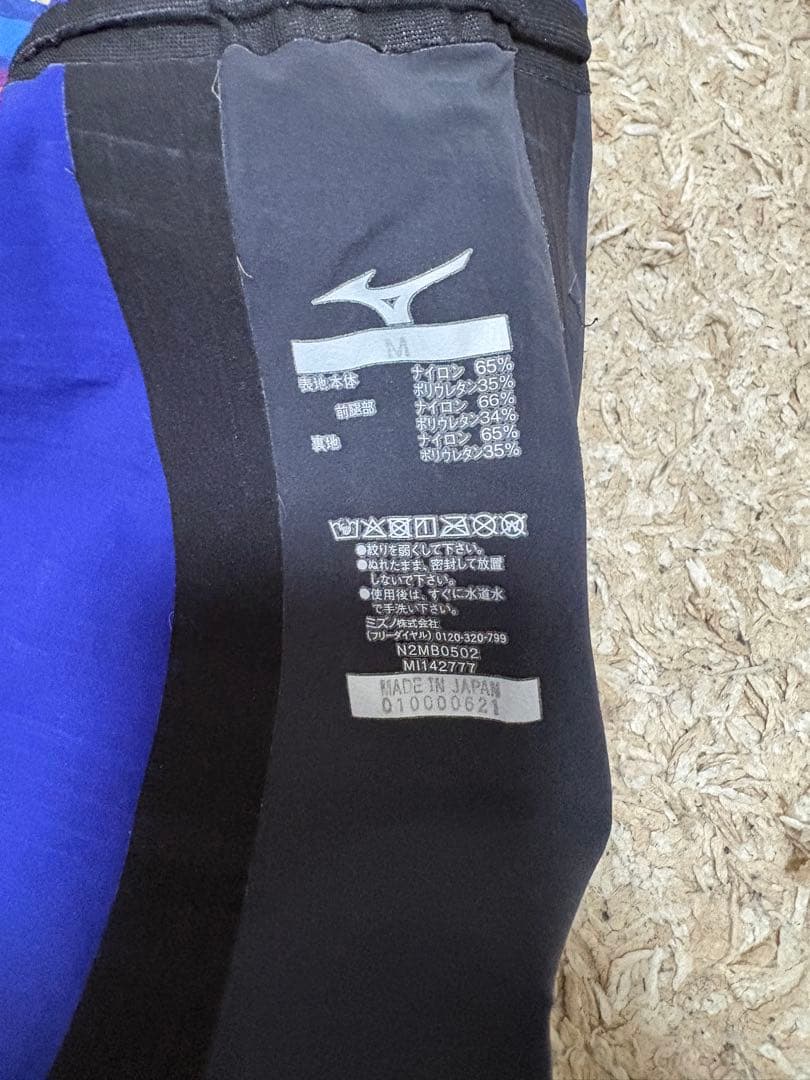 M
表地本体 ナイロン 65%
ポリウレタン35%
前腿部 ナイロン 66%
ポリウレタン34%
裏地 ナイロン 65%
ポリウレタン35%
●絞りを弱くして下さい。
●ぬれたまま、密封して放置
しないで下さい。
●使用後は、すぐに水道水
で手洗い下さい。
ミズノ株式会社
(フリーダイヤル) 0120-320-799
N2MB0502
MI142777
MADE IN JAPAN
010000621